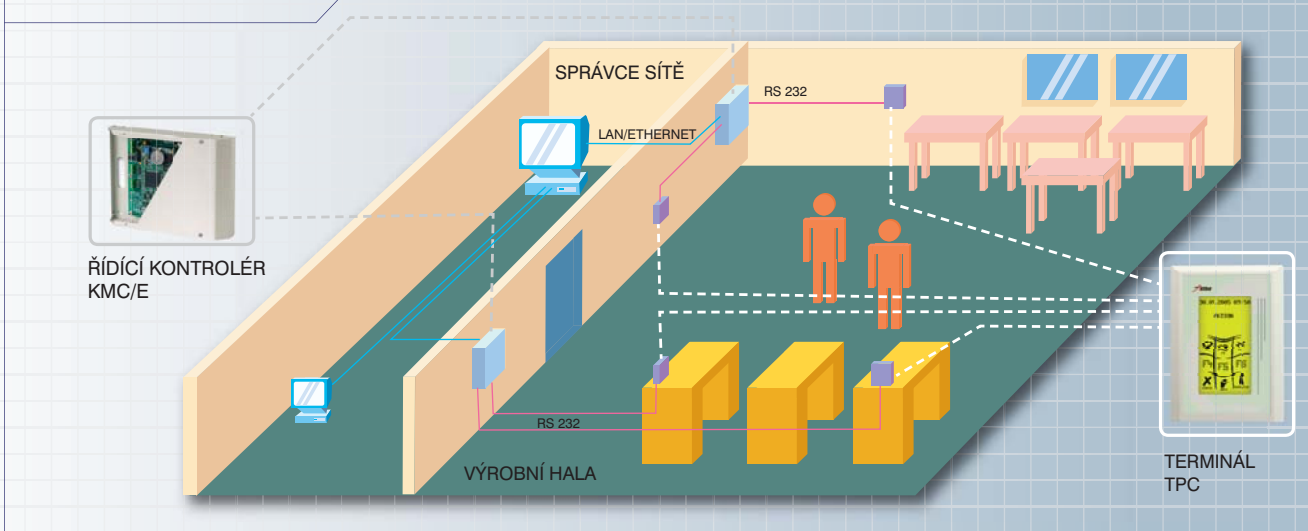 SPRÁVCE SÍTĚ
RS 232
LAN/ETHERNET
ŘÍDÍCÍ KONTROLÉR
KMC/E
RS 232
VÝROBNÍ HALA
TERMINÁL
TPC